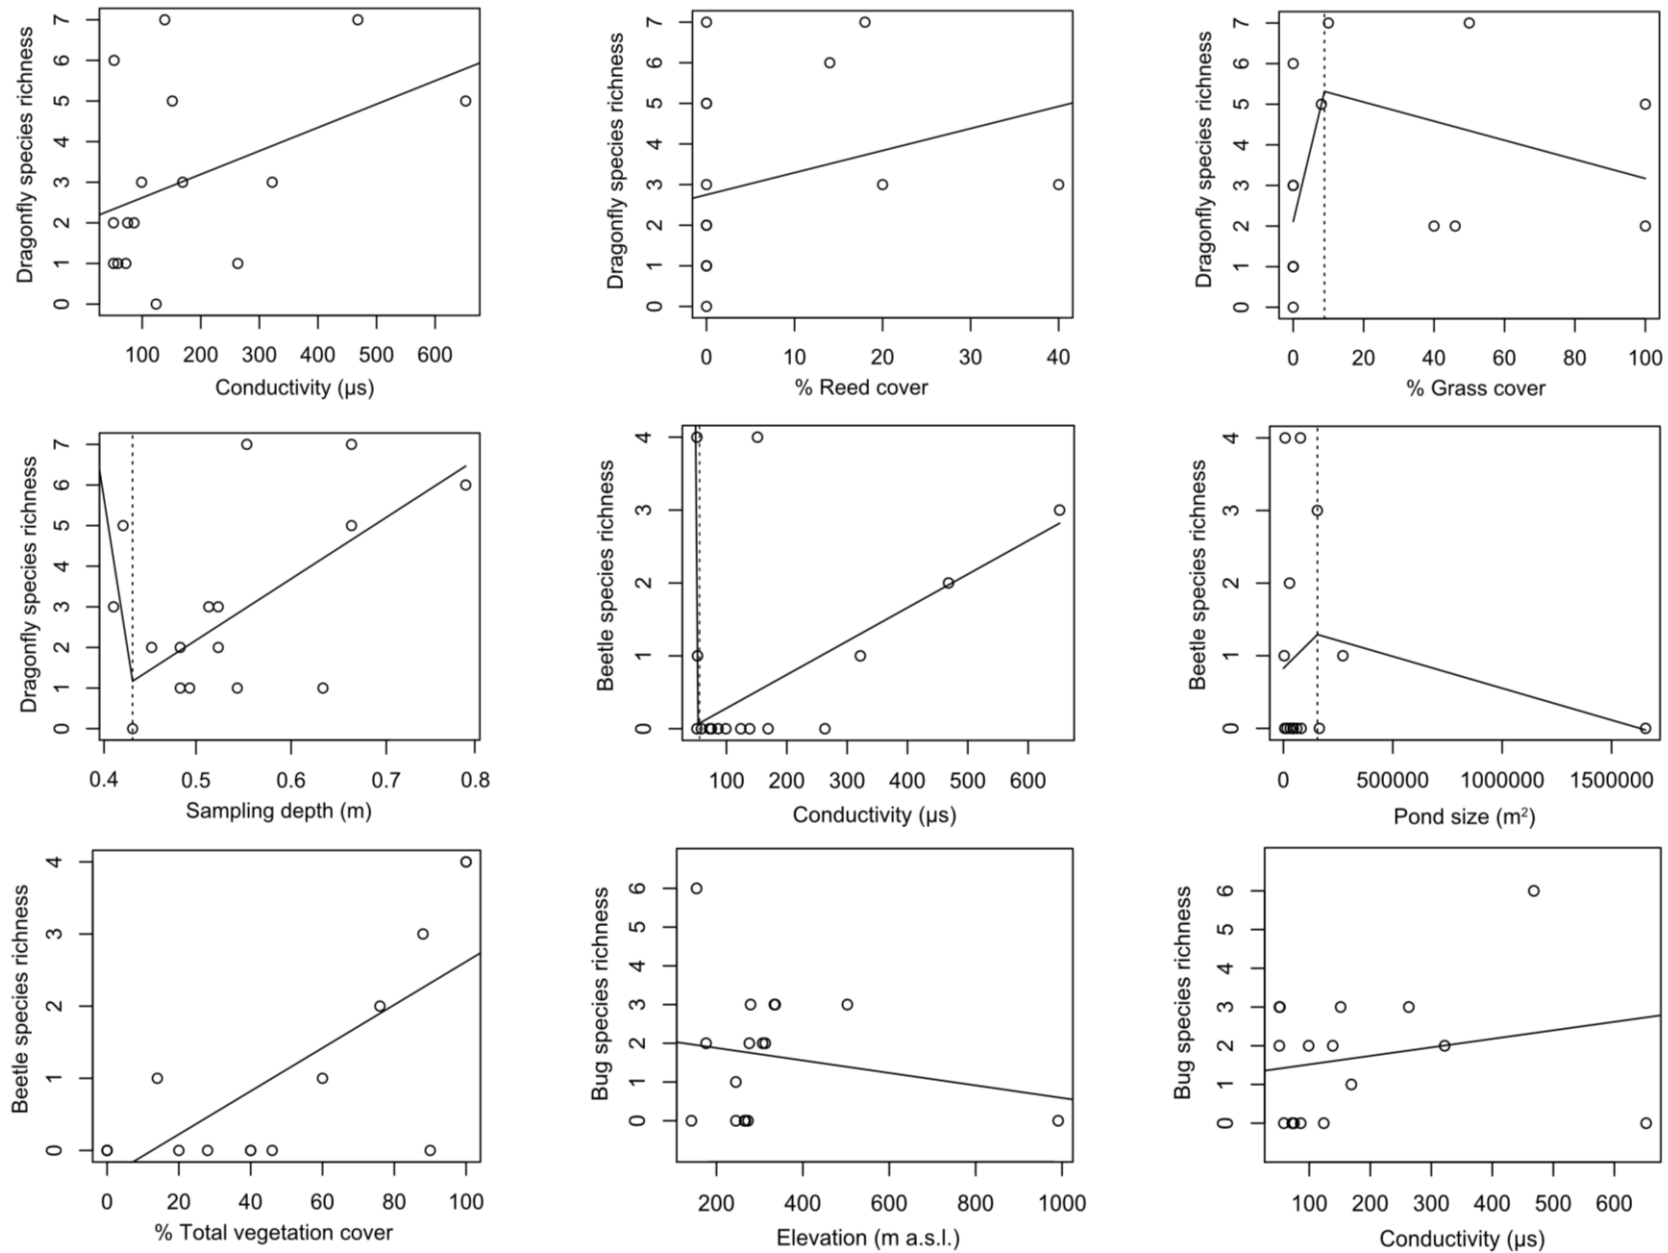 Dragonfly species richness
7
6
5
4
3
2
1
0
100 200 300 400 500 600
Conductivity (µs)
Dragonfly species richness
7
6
5
4
3
2
1
0
0 10 20 30 40
% Reed cover
Dragonfly species richness
7
6
5
4
3
2
1
0
0 20 40 60 80 100
% Grass cover
Dragonfly species richness
7
6
5
4
3
2
1
0
0.4 0.5 0.6 0.7 0.8
Sampling depth (m)
Beetle species richness
4
3
2
1
0
100 200 300 400 500 600
Conductivity (µs)
Beetle species richness
4
3
2
1
0
0 500000 1000000 1500000
Pond size (m²)
Beetle species richness
4
3
2
1
0
0 20 40 60 80 100
% Total vegetation cover
Bug species richness
6
5
4
3
2
1
0
200 400 600 800 1000
Elevation (m a.s.l.)
Bug species richness
6
5
4
3
2
1
0
100 200 300 400 500 600
Conductivity (µs)